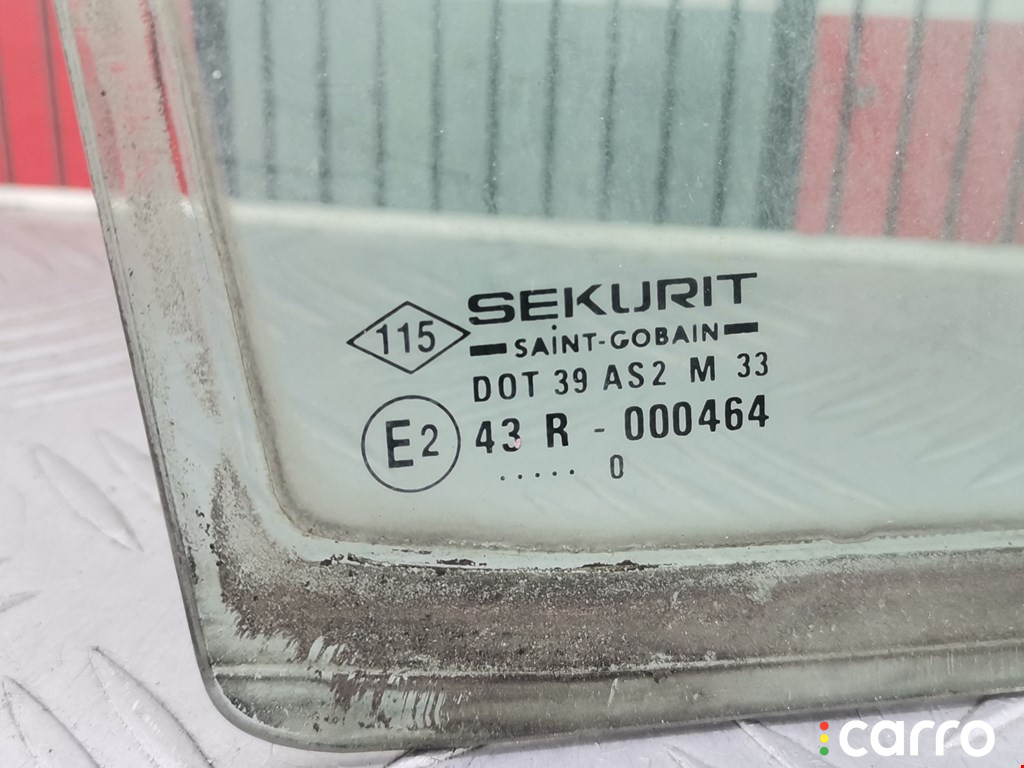 115
SEKURIT
SAINT-GOBAIN
DOT 39 AS2 M 33
E2
43 R - 000464
..... 0
carro